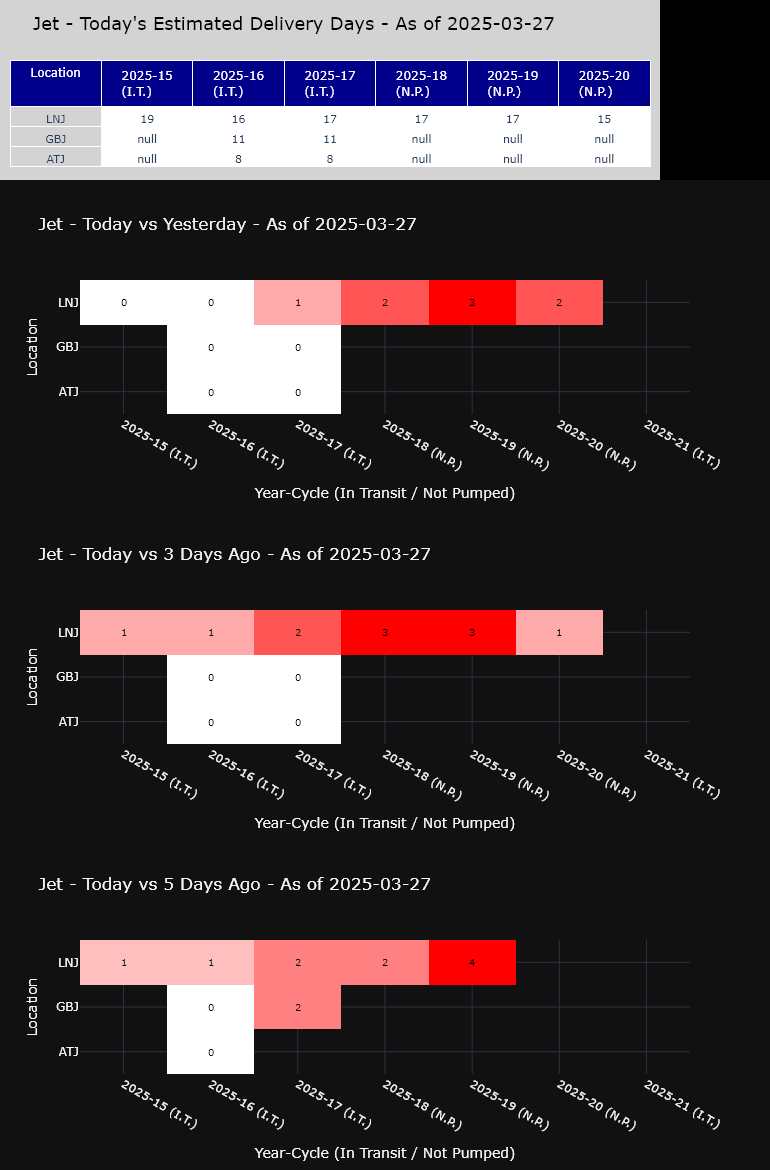 Jet - Today's Estimated Delivery Days - As of 2025-03-27
Location 2025-15 (I.T.) 2025-16 (I.T.) 2025-17 (I.T.) 2025-18 (N.P.) 2025-19 (N.P.) 2025-20 (N.P.)
LNJ 19 16 17 17 17 15
GBJ null 11 11 null null null
ATJ null 8 8 null null null
Jet - Today vs Yesterday - As of 2025-03-27
Location
LNJ 0 0 1 2 3 2
GBJ 0 0
ATJ 0 0
2025-15 (I.T.) 2025-16 (I.T.) 2025-17 (I.T.) 2025-18 (N.P.) 2025-19 (N.P.) 2025-20 (N.P.) 2025-21 (I.T.)
Year-Cycle (In Transit / Not Pumped)
Jet - Today vs 3 Days Ago - As of 2025-03-27
Location
LNJ 1 1 2 3 3 1
GBJ 0 0
ATJ 0 0
2025-15 (I.T.) 2025-16 (I.T.) 2025-17 (I.T.) 2025-18 (N.P.) 2025-19 (N.P.) 2025-20 (N.P.) 2025-21 (I.T.)
Year-Cycle (In Transit / Not Pumped)
Jet - Today vs 5 Days Ago - As of 2025-03-27
Location
LNJ 1 1 2 2 4
GBJ 0 2
ATJ 0
2025-15 (I.T.) 2025-16 (I.T.) 2025-17 (I.T.) 2025-18 (N.P.) 2025-19 (N.P.) 2025-20 (N.P.) 2025-21 (I.T.)
Year-Cycle (In Transit / Not Pumped)